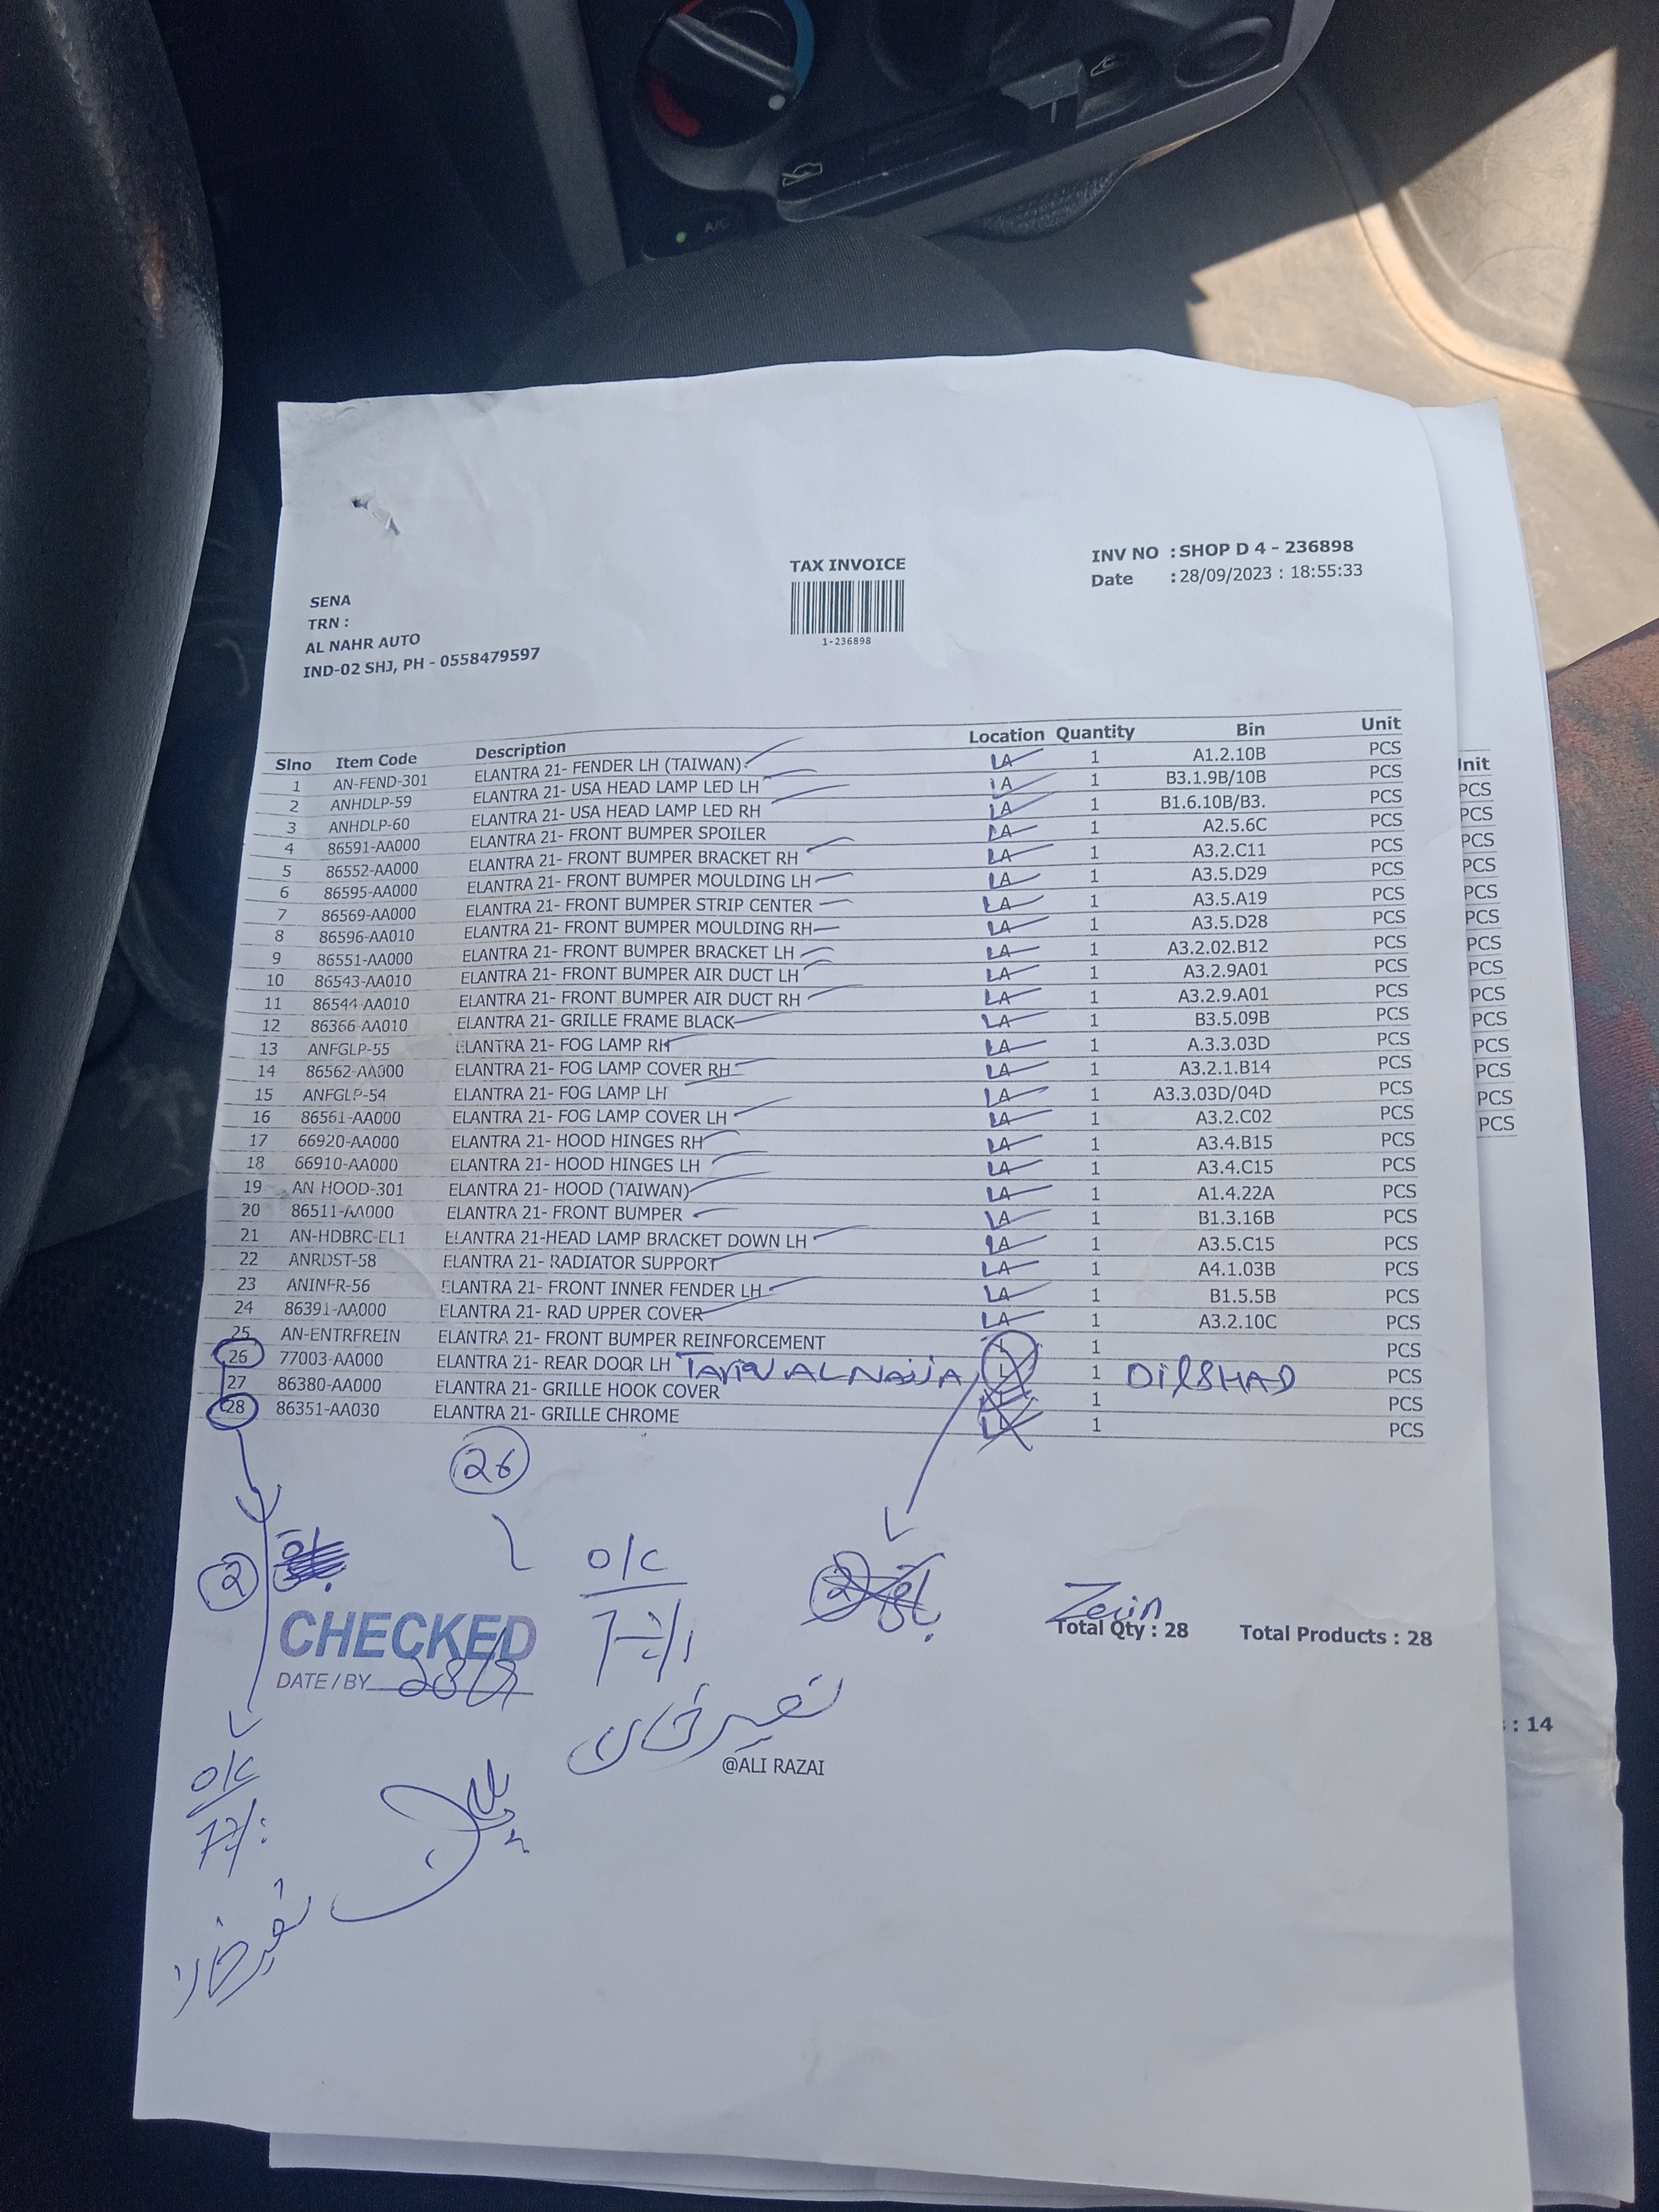 TAX INVOICE
1-236898
INV NO : SHOP D 4 - 236898
Date : 28/09/2023 : 18:55:33
SENA
TRN :
AL NAHR AUTO
IND-02 SHJ, PH - 0558479597
Slno Item Code Description Location Quantity Bin Unit
1 AN-FEND-301 ELANTRA 21- FENDER LH (TAIWAN) LA 1 A1.2.10B PCS
2 ANHDLP-59 ELANTRA 21- USA HEAD LAMP LED LH LA 1 B3.1.9B/10B PCS
3 ANHDLP-60 ELANTRA 21- USA HEAD LAMP LED RH LA 1 B1.6.10B/B3. PCS
4 86591-AA000 ELANTRA 21- FRONT BUMPER SPOILER LA 1 A2.5.6C PCS
5 86552-AA000 ELANTRA 21- FRONT BUMPER BRACKET RH LA 1 A3.2.C11 PCS
6 86595-AA000 ELANTRA 21- FRONT BUMPER MOULDING LH LA 1 A3.5.D29 PCS
7 86569-AA000 ELANTRA 21- FRONT BUMPER STRIP CENTER LA 1 A3.5.A19 PCS
8 86596-AA010 ELANTRA 21- FRONT BUMPER MOULDING RH LA 1 A3.5.D28 PCS
9 86551-AA000 ELANTRA 21- FRONT BUMPER BRACKET LH LA 1 A3.2.02.B12 PCS
10 86543-AA010 ELANTRA 21- FRONT BUMPER AIR DUCT LH LA 1 A3.2.9A01 PCS
11 86544-AA010 ELANTRA 21- FRONT BUMPER AIR DUCT RH LA 1 A3.2.9.A01 PCS
12 86366-AA010 ELANTRA 21- GRILLE FRAME BLACK LA 1 B3.5.09B PCS
13 ANFGLP-55 ELANTRA 21- FOG LAMP RH LA 1 A.3.3.03D PCS
14 86562-AA000 ELANTRA 21- FOG LAMP COVER RH LA 1 A3.2.1.B14 PCS
15 ANFGLP-54 ELANTRA 21- FOG LAMP LH LA 1 A3.3.03D/04D PCS
16 86561-AA000 ELANTRA 21- FOG LAMP COVER LH LA 1 A3.2.C02 PCS
17 66920-AA000 ELANTRA 21- HOOD HINGES RH LA 1 A3.4.B15 PCS
18 66910-AA000 ELANTRA 21- HOOD HINGES LH LA 1 A3.4.C15 PCS
19 AN HOOD-301 ELANTRA 21- HOOD (TAIWAN) LA 1 A1.4.22A PCS
20 86511-AA000 ELANTRA 21- FRONT BUMPER LA 1 B1.3.16B PCS
21 AN-HDBRC-EL1 ELANTRA 21-HEAD LAMP BRACKET DOWN LH LA 1 A3.5.C15 PCS
22 ANRDST-58 ELANTRA 21- RADIATOR SUPPORT LA 1 A4.1.03B PCS
23 ANINFR-56 ELANTRA 21- FRONT INNER FENDER LH LA 1 B1.5.5B PCS
24 86391-AA000 ELANTRA 21- RAD UPPER COVER LA 1 A3.2.10C PCS
25 AN-ENTRFREIN ELANTRA 21- FRONT BUMPER REINFORCEMENT L 1 PCS
26 77003-AA000 ELANTRA 21- REAR DOOR LH L 1 DILSHAD PCS
27 86380-AA000 ELANTRA 21- GRILLE HOOK COVER L 1 PCS
28 86351-AA030 ELANTRA 21- GRILLE CHROME L 1 PCS
26
2
O/C
Zerin
Total Qty : 28 Total Products : 28
CHECKED
DATE / BY 28/9
@ALI RAZAI
O/C
Unit
PCS
PCS
PCS
PCS
PCS
PCS
PCS
PCS
PCS
PCS
PCS
PCS
PCS
PCS
: 14
A/C